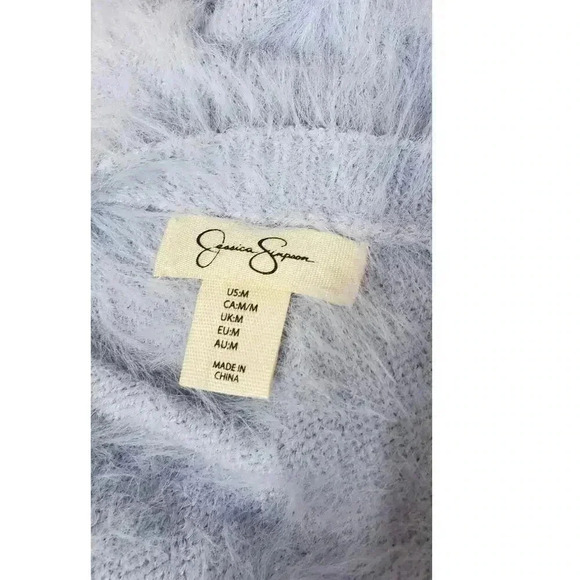 Jessica Simpson
US:M
CA:M/M
UK:M
EU:M
AU:M
MADE IN
CHINA